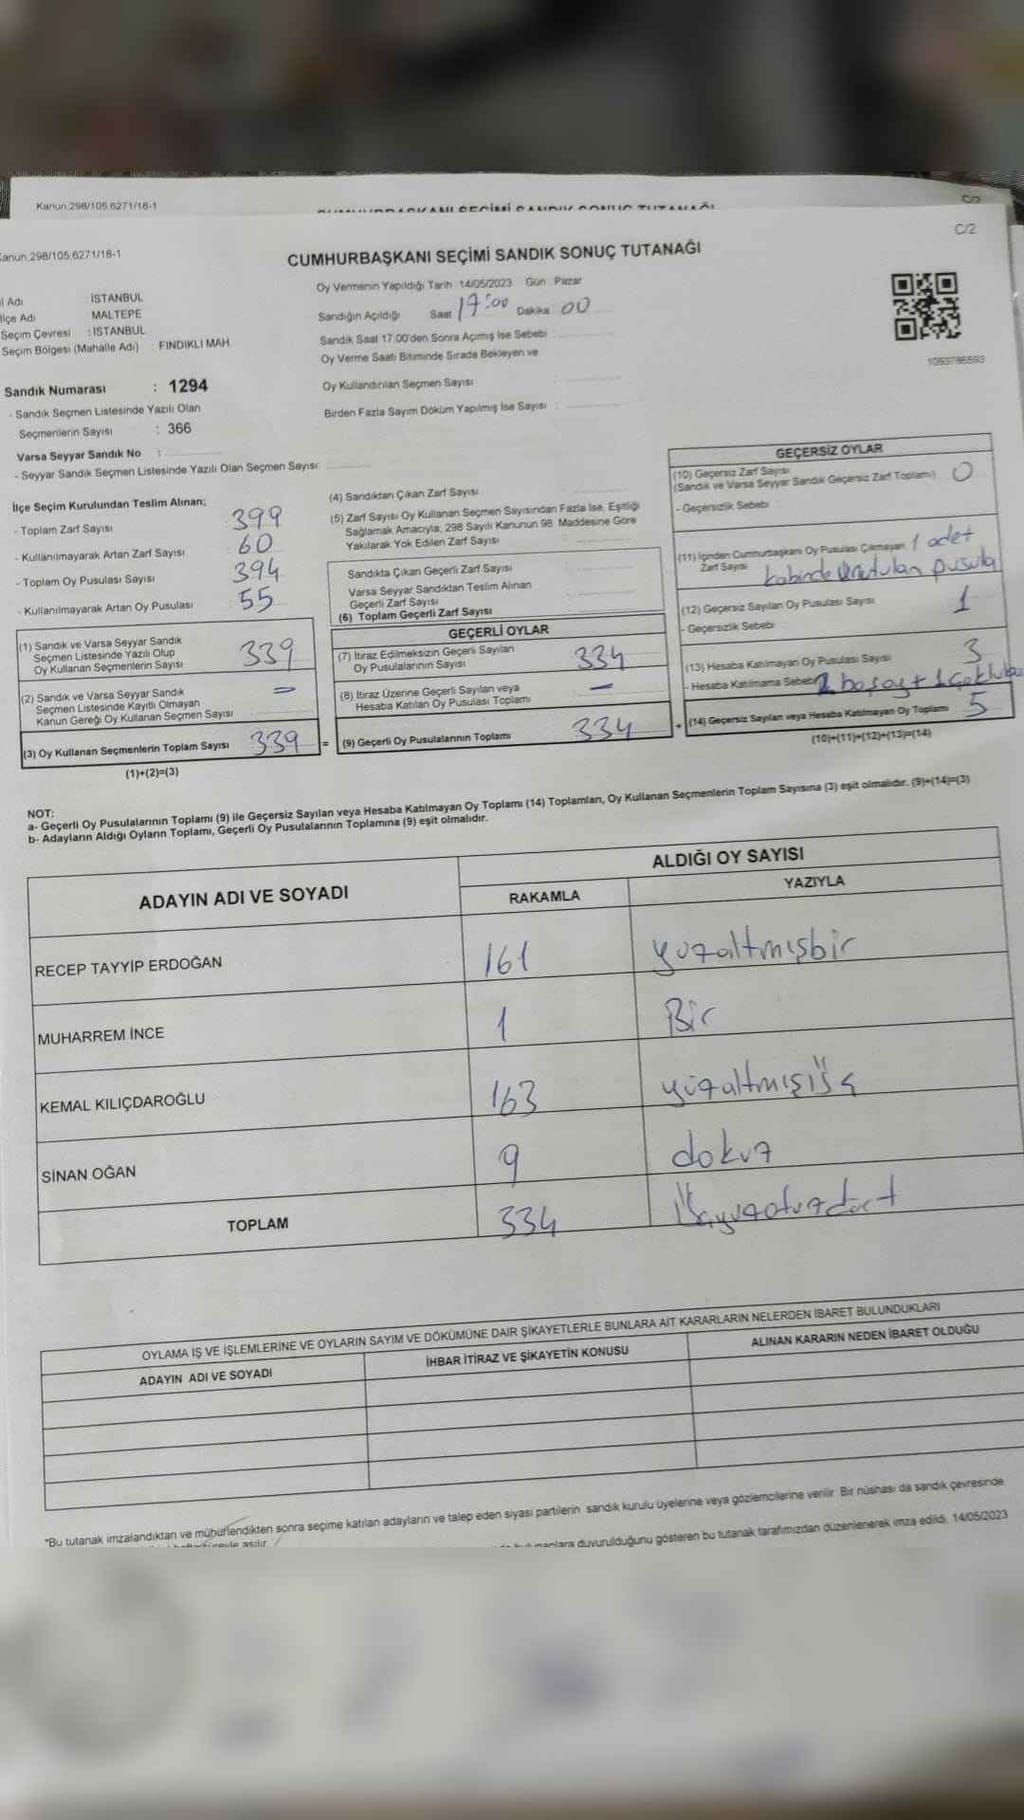 Kanun.298/105,6271/18-1
C/2
Kanun.298/105,6271/18-1
CUMHURBAŞKANI SEÇİMİ SANDIK SONUÇ TUTANAĞI
İl Adı İSTANBUL
İlçe Adı MALTEPE
Seçim Çevresi : İSTANBUL
Seçim Bölgesi (Mahalle Adı) : FINDIKLI MAH.
Oy Vermenin Yapıldığı Tarih 14/05/2023 Gün Pazar
Sandığın Açıldığı Saat 17:00 Dakika 00
Sandık Saat 17:00'den Sonra Açımış İse Sebebi
Oy Verme Saati Bitiminde Sırada Bekleyen ve
Oy Kullandırılan Seçmen Sayısı
Birden Fazla Sayım Döküm Yapılmış İse Sayısı
1093786593
Sandık Numarası : 1294
- Sandık Seçmen Listesinde Yazılı Olan
Seçmenlerin Sayısı : 366
Varsa Seyyar Sandık No :
- Seyyar Sandık Seçmen Listesinde Yazılı Olan Seçmen Sayısı:
İlçe Seçim Kurulundan Teslim Alınan;
- Toplam Zarf Sayısı 399
- Kullanılmayarak Artan Zarf Sayısı 60
- Toplam Oy Pusulası Sayısı 394
- Kullanılmayarak Artan Oy Pusulası 55
(1) Sandık ve Varsa Seyyar Sandık
Seçmen Listesinde Yazılı Olup
Oy Kullanan Seçmenlerin Sayısı 339
(2) Sandık ve Varsa Seyyar Sandık
Seçmen Listesinde Kayıtlı Olmayan
Kanun Gereği Oy Kullanan Seçmen Sayısı
(3) Oy Kullanan Seçmenlerin Toplam Sayısı 339 =
(1)+(2)=(3)
(4) Sandıktan Çıkan Zarf Sayısı
(5) Zarf Sayısı Oy Kullanan Seçmen Sayısından Fazla İse, Eşitliği
Sağlamak Amacıyla; 298 Sayılı Kanunun 98. Maddesine Göre
Yakılarak Yok Edilen Zarf Sayısı
Sandıkta Çıkan Geçerli Zarf Sayısı
Varsa Seyyar Sandıktan Teslim Alınan
Geçerli Zarf Sayısı
(6) Toplam Geçerli Zarf Sayısı
GEÇERLİ OYLAR
(7) İtiraz Edilmeksizin Geçerli Sayılan
Oy Pusulalarının Sayısı 334
(8) İtiraz Üzerine Geçerli Sayılan veya
Hesaba Katılan Oy Pusulası Toplamı —
(9) Geçerli Oy Pusulalarının Toplamı 334 +
GEÇERSİZ OYLAR
(10) Geçersiz Zarf Sayısı
(Sandık ve Varsa Seyyar Sandık Geçersiz Zarf Toplamı) 0
- Geçersizlik Sebebi
(11) İçinden Cumhurbaşkanı Oy Pusulası Çıkmayan 1 adet
Zarf Sayısı kabinde unutulan pusula
(12) Geçersiz Sayılan Oy Pusulası Sayısı 1
- Geçersizlik Sebebi
(13) Hesaba Katılmayan Oy Pusulası Sayısı 3
- Hesaba Katılmama Sebebi boş oy +
(14) Geçersiz Sayılan veya Hesaba Katılmayan Oy Toplamı 5
(10)+(11)+(12)+(13)=(14)
NOT:
a- Geçerli Oy Pusulalarının Toplamı (9) ile Geçersiz Sayılan veya Hesaba Katılmayan Oy Toplamı (14) Toplamları, Oy Kullanan Seçmenlerin Toplam Sayısına (3) eşit olmalıdır. (9)+(14)=(3)
b- Adayların Aldığı Oyların Toplamı, Geçerli Oy Pusulalarının Toplamına (9) eşit olmalıdır.
ADAYIN ADI VE SOYADI
ALDIĞI OY SAYISI
RAKAMLA YAZIYLA
RECEP TAYYİP ERDOĞAN 161 yüzaltmışbir
MUHARREM İNCE 1 Bir
KEMAL KILIÇDAROĞLU 163 yüzaltmışüç
SİNAN OĞAN 9 dokuz
TOPLAM 334 Üçyüzotuzdört
OYLAMA İŞ VE İŞLEMLERİNE VE OYLARIN SAYIM VE DÖKÜMÜNE DAİR ŞİKAYETLERLE BUNLARA AİT KARARLARIN NELERDEN İBARET BULUNDUKLARI
ADAYIN ADI VE SOYADI İHBAR İTİRAZ VE ŞİKAYETİN KONUSU ALINAN KARARIN NEDEN İBARET OLDUĞU
*Bu tutanak imzalandıktan ve mühürlendikten sonra seçime katılan adayların ve talep eden siyasi partilerin sandık kurulu üyelerine veya gözlemcilerine verilir. Bir nüshası da sandık çevresinde
duyurulduğunu gösteren bu tutanak tarafımızdan düzenlenerek imza edildi. 14/05/2023